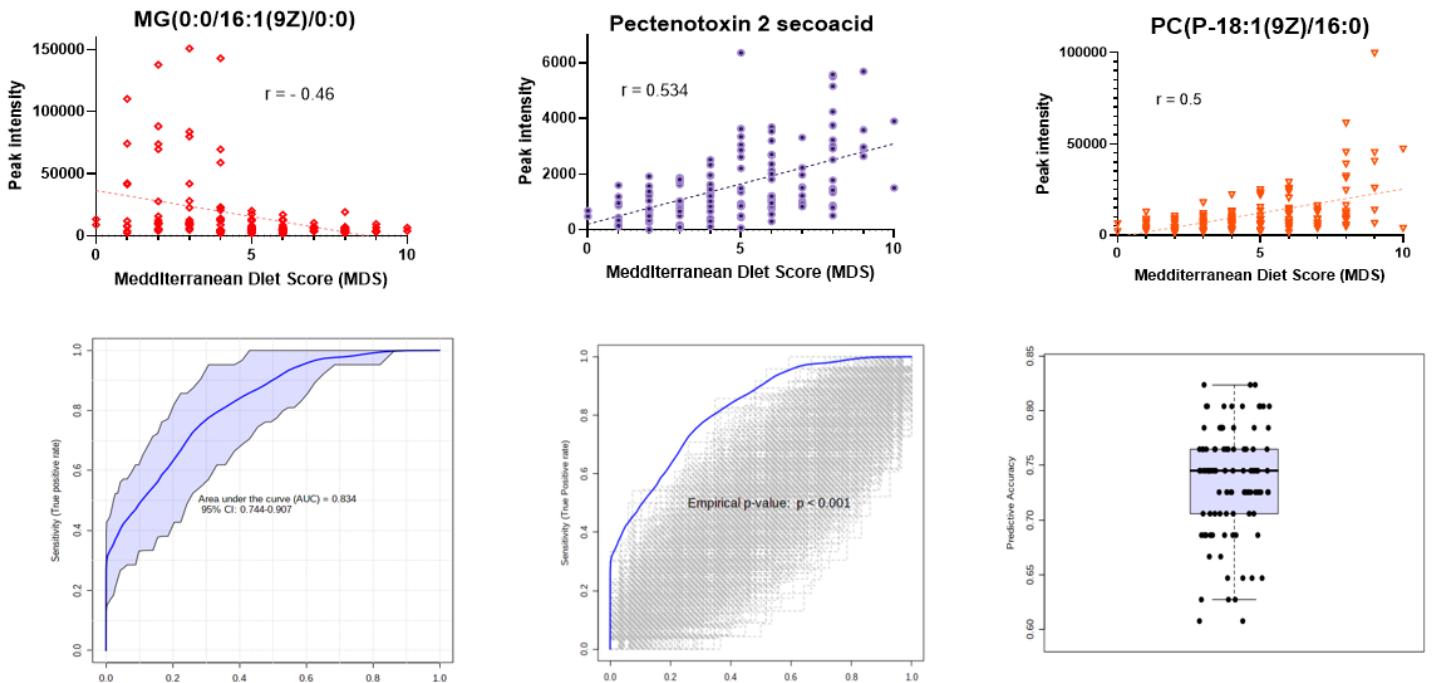 MG(0:0/16:1(9Z)/0:0)
150000
100000
50000
0
Peak intensity
r = - 0.46
0 5 10
MeddIterranean DIet Score (MDS)
Pectenotoxin 2 secoacid
6000
4000
2000
0
Peak intensity
r = 0.534
0 5 10
MeddIterranean DIet Score (MDS)
PC(P-18:1(9Z)/16:0)
100000
50000
0
Peak intensity
r = 0.5
0 5 10
MeddIterranean DIet Score (MDS)
1.0
0.8
0.6
0.4
0.2
0.0
Sensitivity (True positive rate)
Area under the curve (AUC) = 0.834
95% CI: 0.744-0.907
0.0 0.2 0.4 0.6 0.8 1.0
1.0
0.8
0.6
0.4
0.2
0.0
Sensitivity (True Positive rate)
Empirical p-value: p < 0.001
0.0 0.2 0.4 0.6 0.8 1.0
0.85
0.80
0.75
0.70
0.65
0.60
Predictive Accuracy